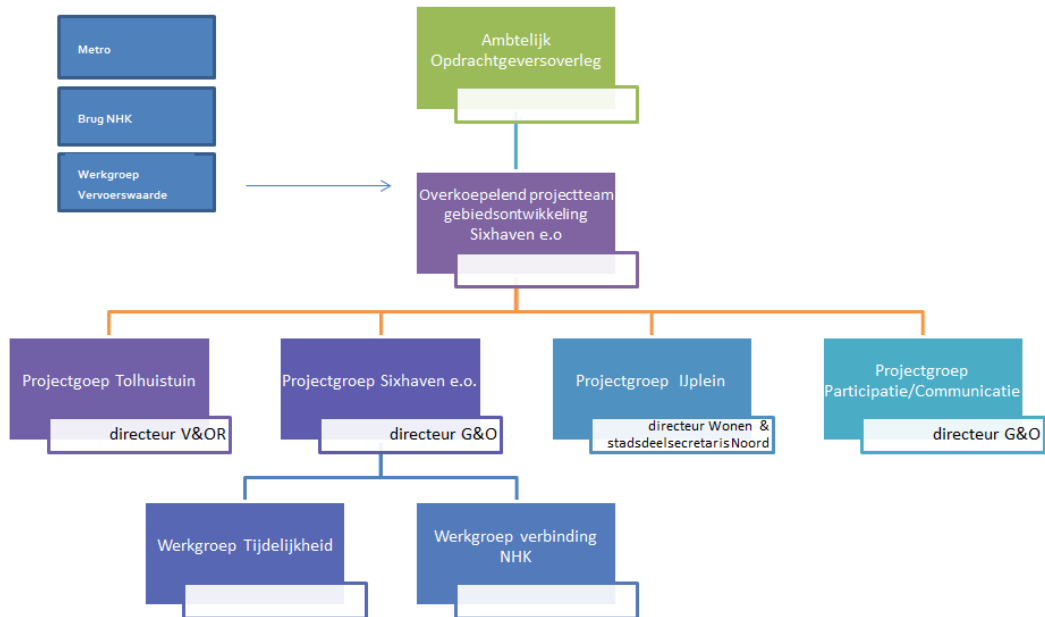 Metro
Brug NHK
Werkgroep
Vervoerswaarde
Ambtelijk
Opdrachtgeversoverleg
Overkoepelend projectteam
gebiedsontwikkeling
Sixhaven e.o
Projectgoep Tolhuistuin
directeur V&OR
Projectgroep Sixhaven e.o.
directeur G&O
Projectgroep IJplein
directeur Wonen &
stadsdeelsecretaris Noord
Projectgroep
Participatie/Communicatie
directeur G&O
Werkgroep Tijdelijkheid
Werkgroep verbinding
NHK